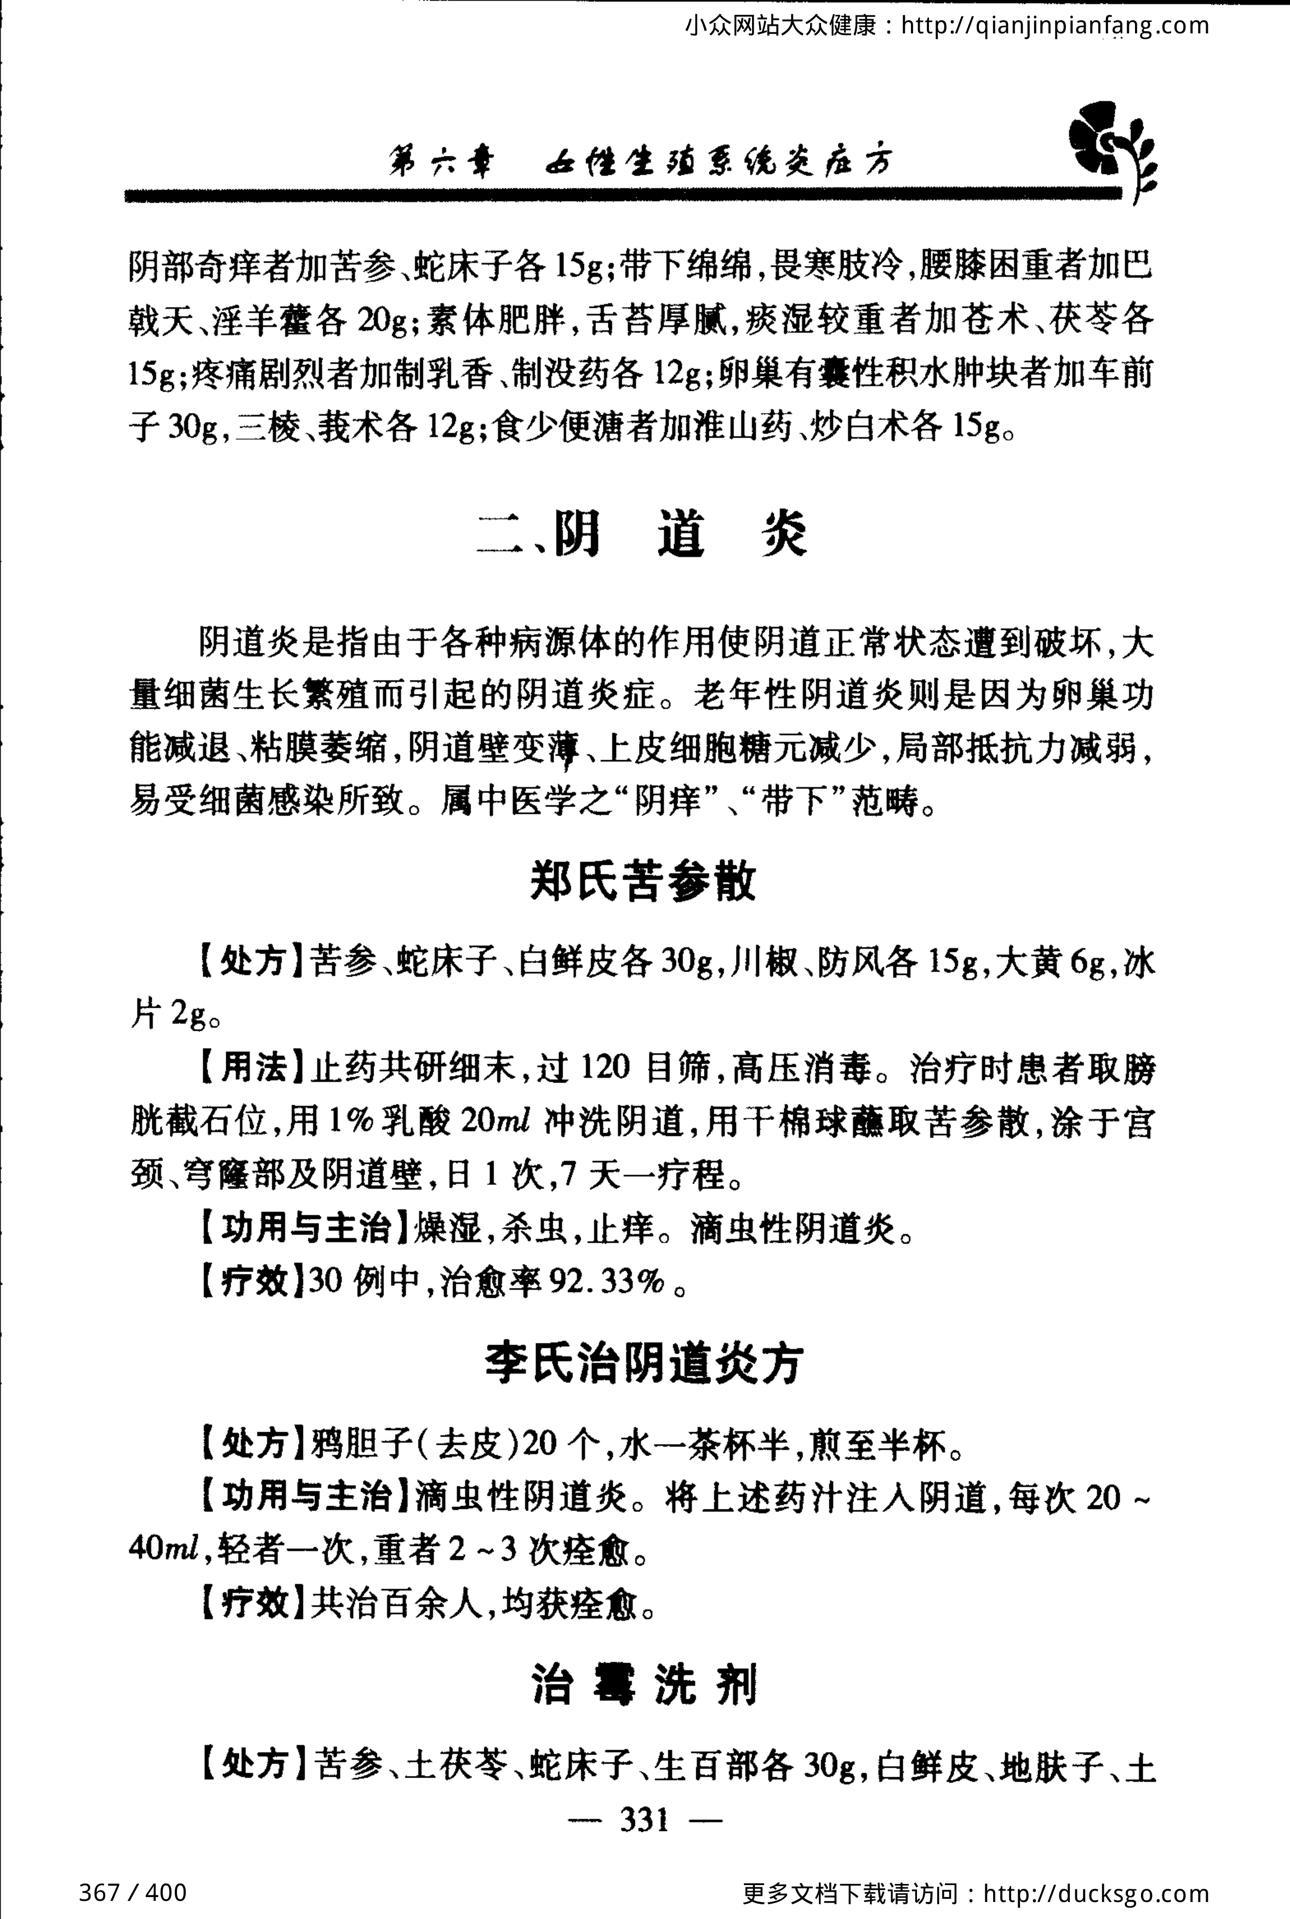 小众网站大众健康：http://qianjinpianfang.com
第六章 女性生殖系统炎症方
阴部奇痒者加苦参、蛇床子各 15g;带下绵绵,畏寒肢冷,腰膝困重者加巴
戟天、淫羊藿各 20g;素体肥胖,舌苔厚腻,痰湿较重者加苍术、茯苓各
15g;疼痛剧烈者加制乳香、制没药各 12g;卵巢有囊性积水肿块者加车前
子 30g,三棱、莪术各 12g;食少便溏者加淮山药、炒白术各 15g。
二、阴 道 炎
阴道炎是指由于各种病源体的作用使阴道正常状态遭到破坏,大
量细菌生长繁殖而引起的阴道炎症。老年性阴道炎则是因为卵巢功
能减退、粘膜萎缩,阴道壁变薄、上皮细胞糖元减少,局部抵抗力减弱,
易受细菌感染所致。属中医学之“阴痒”、“带下”范畴。
郑氏苦参散
【处方】苦参、蛇床子、白鲜皮各 30g,川椒、防风各 15g,大黄 6g,冰
片 2g。
【用法】止药共研细末,过 120 目筛,高压消毒。治疗时患者取膀
胱截石位,用 1% 乳酸 20ml 冲洗阴道,用干棉球蘸取苦参散,涂于宫
颈、穹窿部及阴道壁,日 1 次,7 天一疗程。
【功用与主治】燥湿,杀虫,止痒。滴虫性阴道炎。
【疗效】30 例中,治愈率 92.33%。
李氏治阴道炎方
【处方】鸦胆子(去皮)20 个,水一茶杯半,煎至半杯。
【功用与主治】滴虫性阴道炎。将上述药汁注入阴道,每次 20 ~
40ml,轻者一次,重者 2 ~ 3 次痊愈。
【疗效】共治百余人,均获痊愈。
治 霉 洗 剂
【处方】苦参、土茯苓、蛇床子、生百部各 30g,白鲜皮、地肤子、土
— 331 —
367 / 400
更多文档下载请访问：http://ducksgo.com